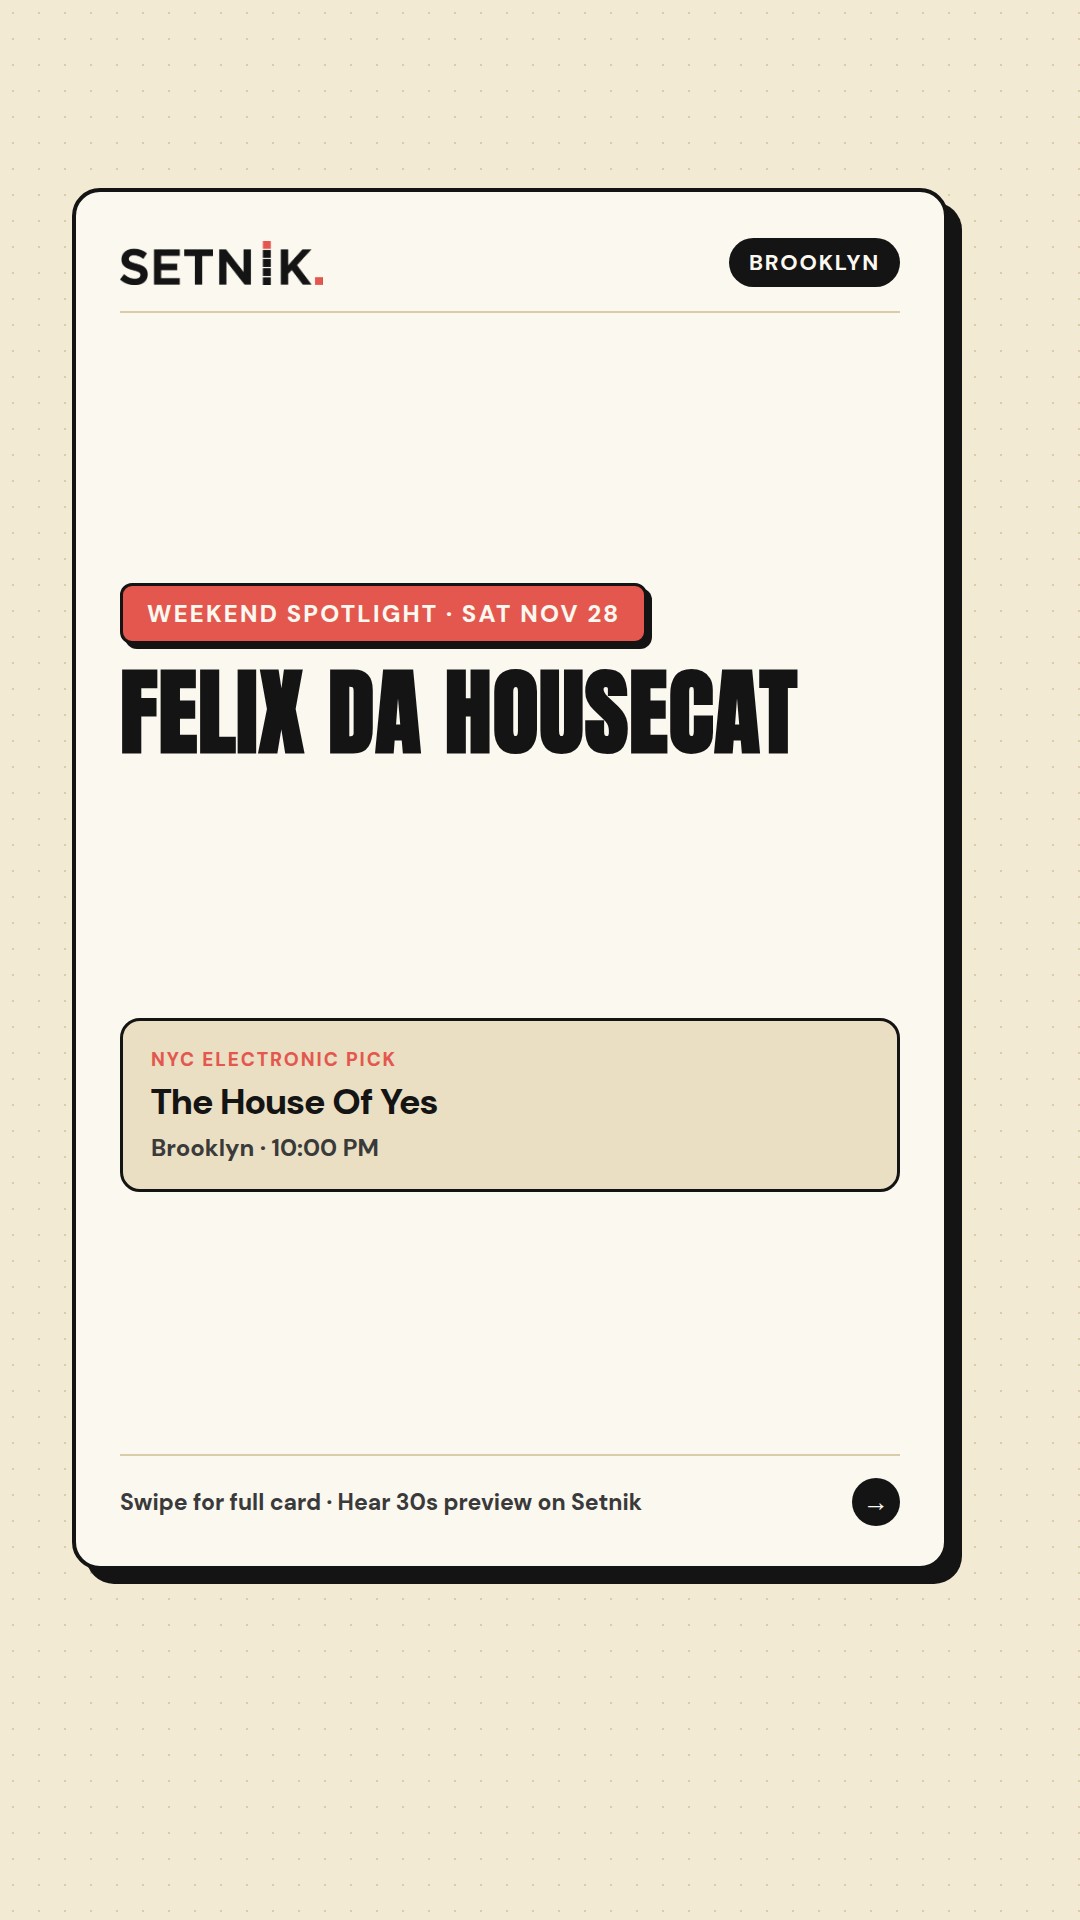 SETNIK.
BROOKLYN
WEEKEND SPOTLIGHT · SAT NOV 28
FELIX DA HOUSECAT
NYC ELECTRONIC PICK
The House Of Yes
Brooklyn · 10:00 PM
Swipe for full card · Hear 30s preview on Setnik →